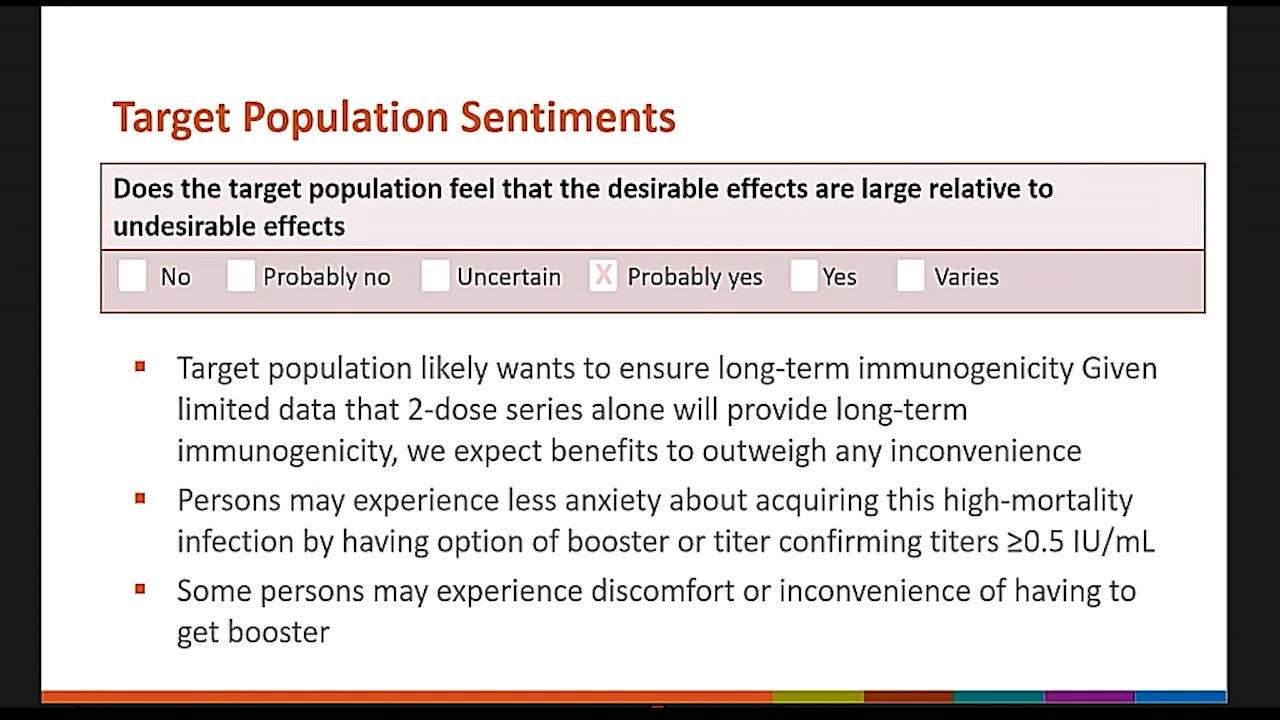 Target Population Sentiments
Does the target population feel that the desirable effects are large relative to
undesirable effects
No Probably no Uncertain X Probably yes Yes Varies
Target population likely wants to ensure long-term immunogenicity Given
limited data that 2-dose series alone will provide long-term
immunogenicity, we expect benefits to outweigh any inconvenience
Persons may experience less anxiety about acquiring this high-mortality
infection by having option of booster or titer confirming titers ≥0.5 IU/mL
Some persons may experience discomfort or inconvenience of having to
get booster